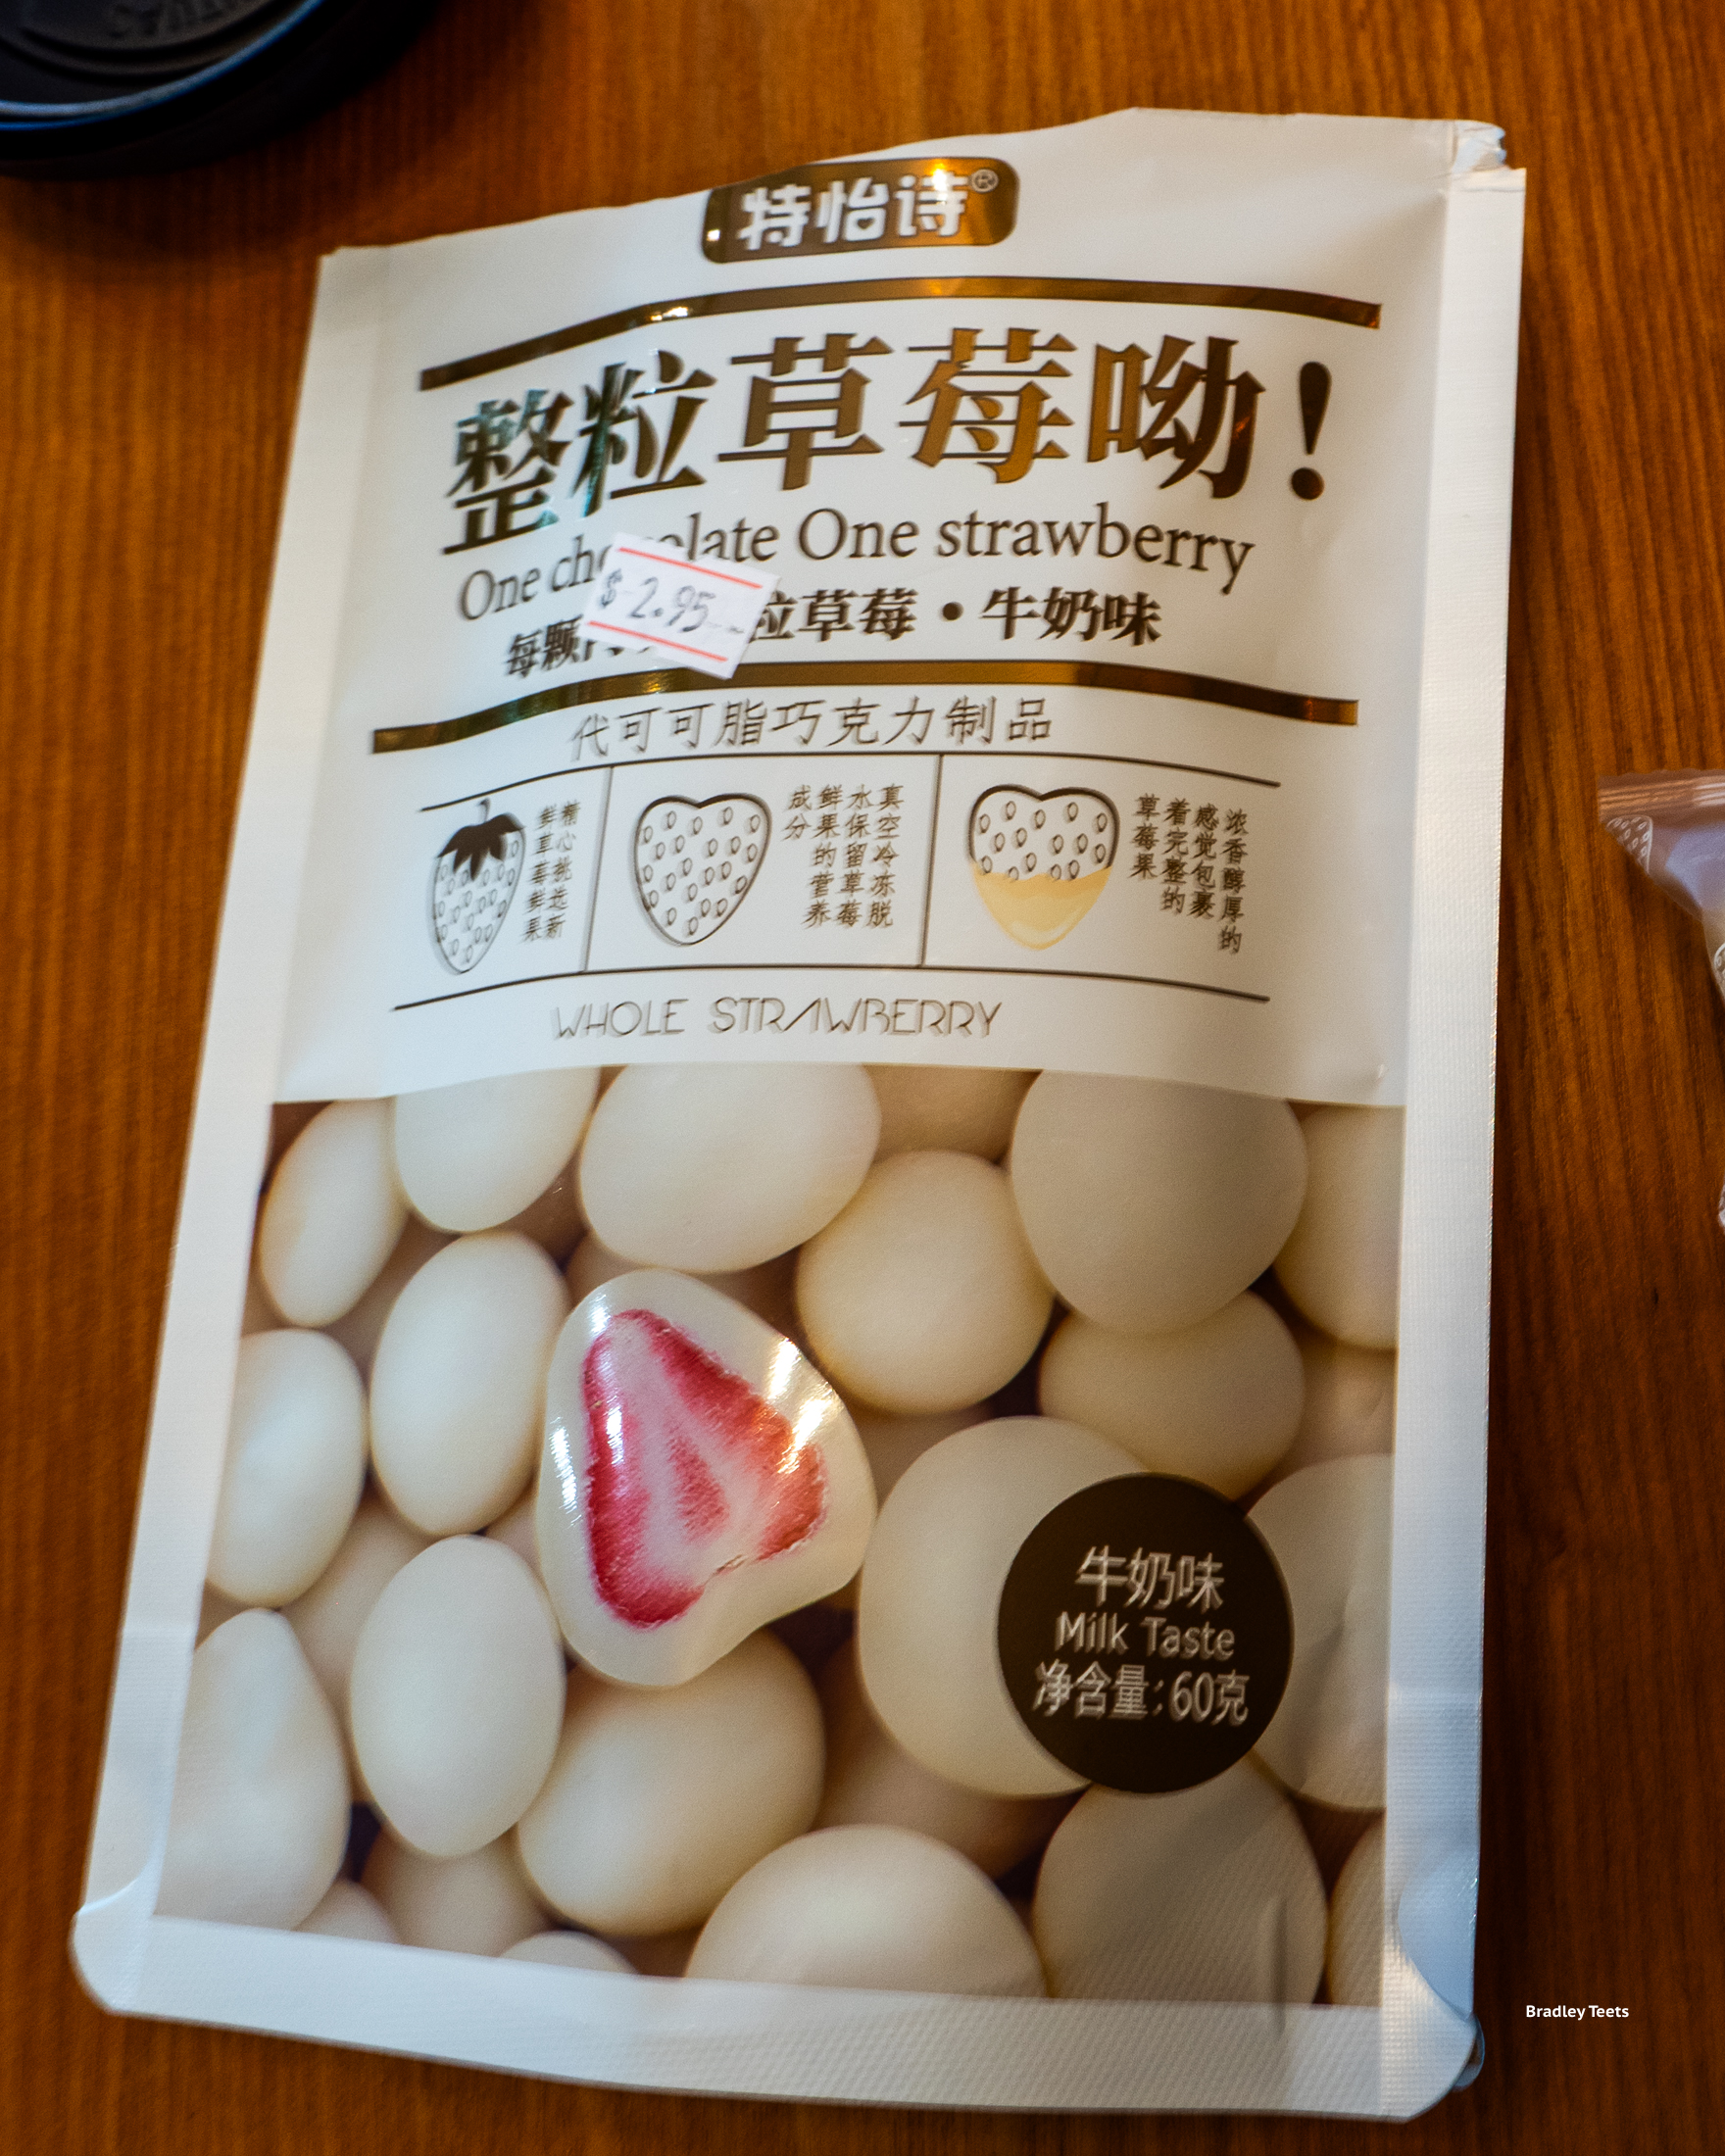 特怡诗®
整粒草莓呦！
One chocolate One strawberry
$2.95
每颗 粒草莓·牛奶味
代可可脂巧克力制品
精心挑选新
鲜草莓鲜果
真空冷冻脱
水保留草莓
鲜果的营养
成分
浓香醇厚的
感觉包裹
着完整的
草莓果
WHOLE STRAWBERRY
牛奶味
Milk Taste
净含量:60克
Bradley Teets